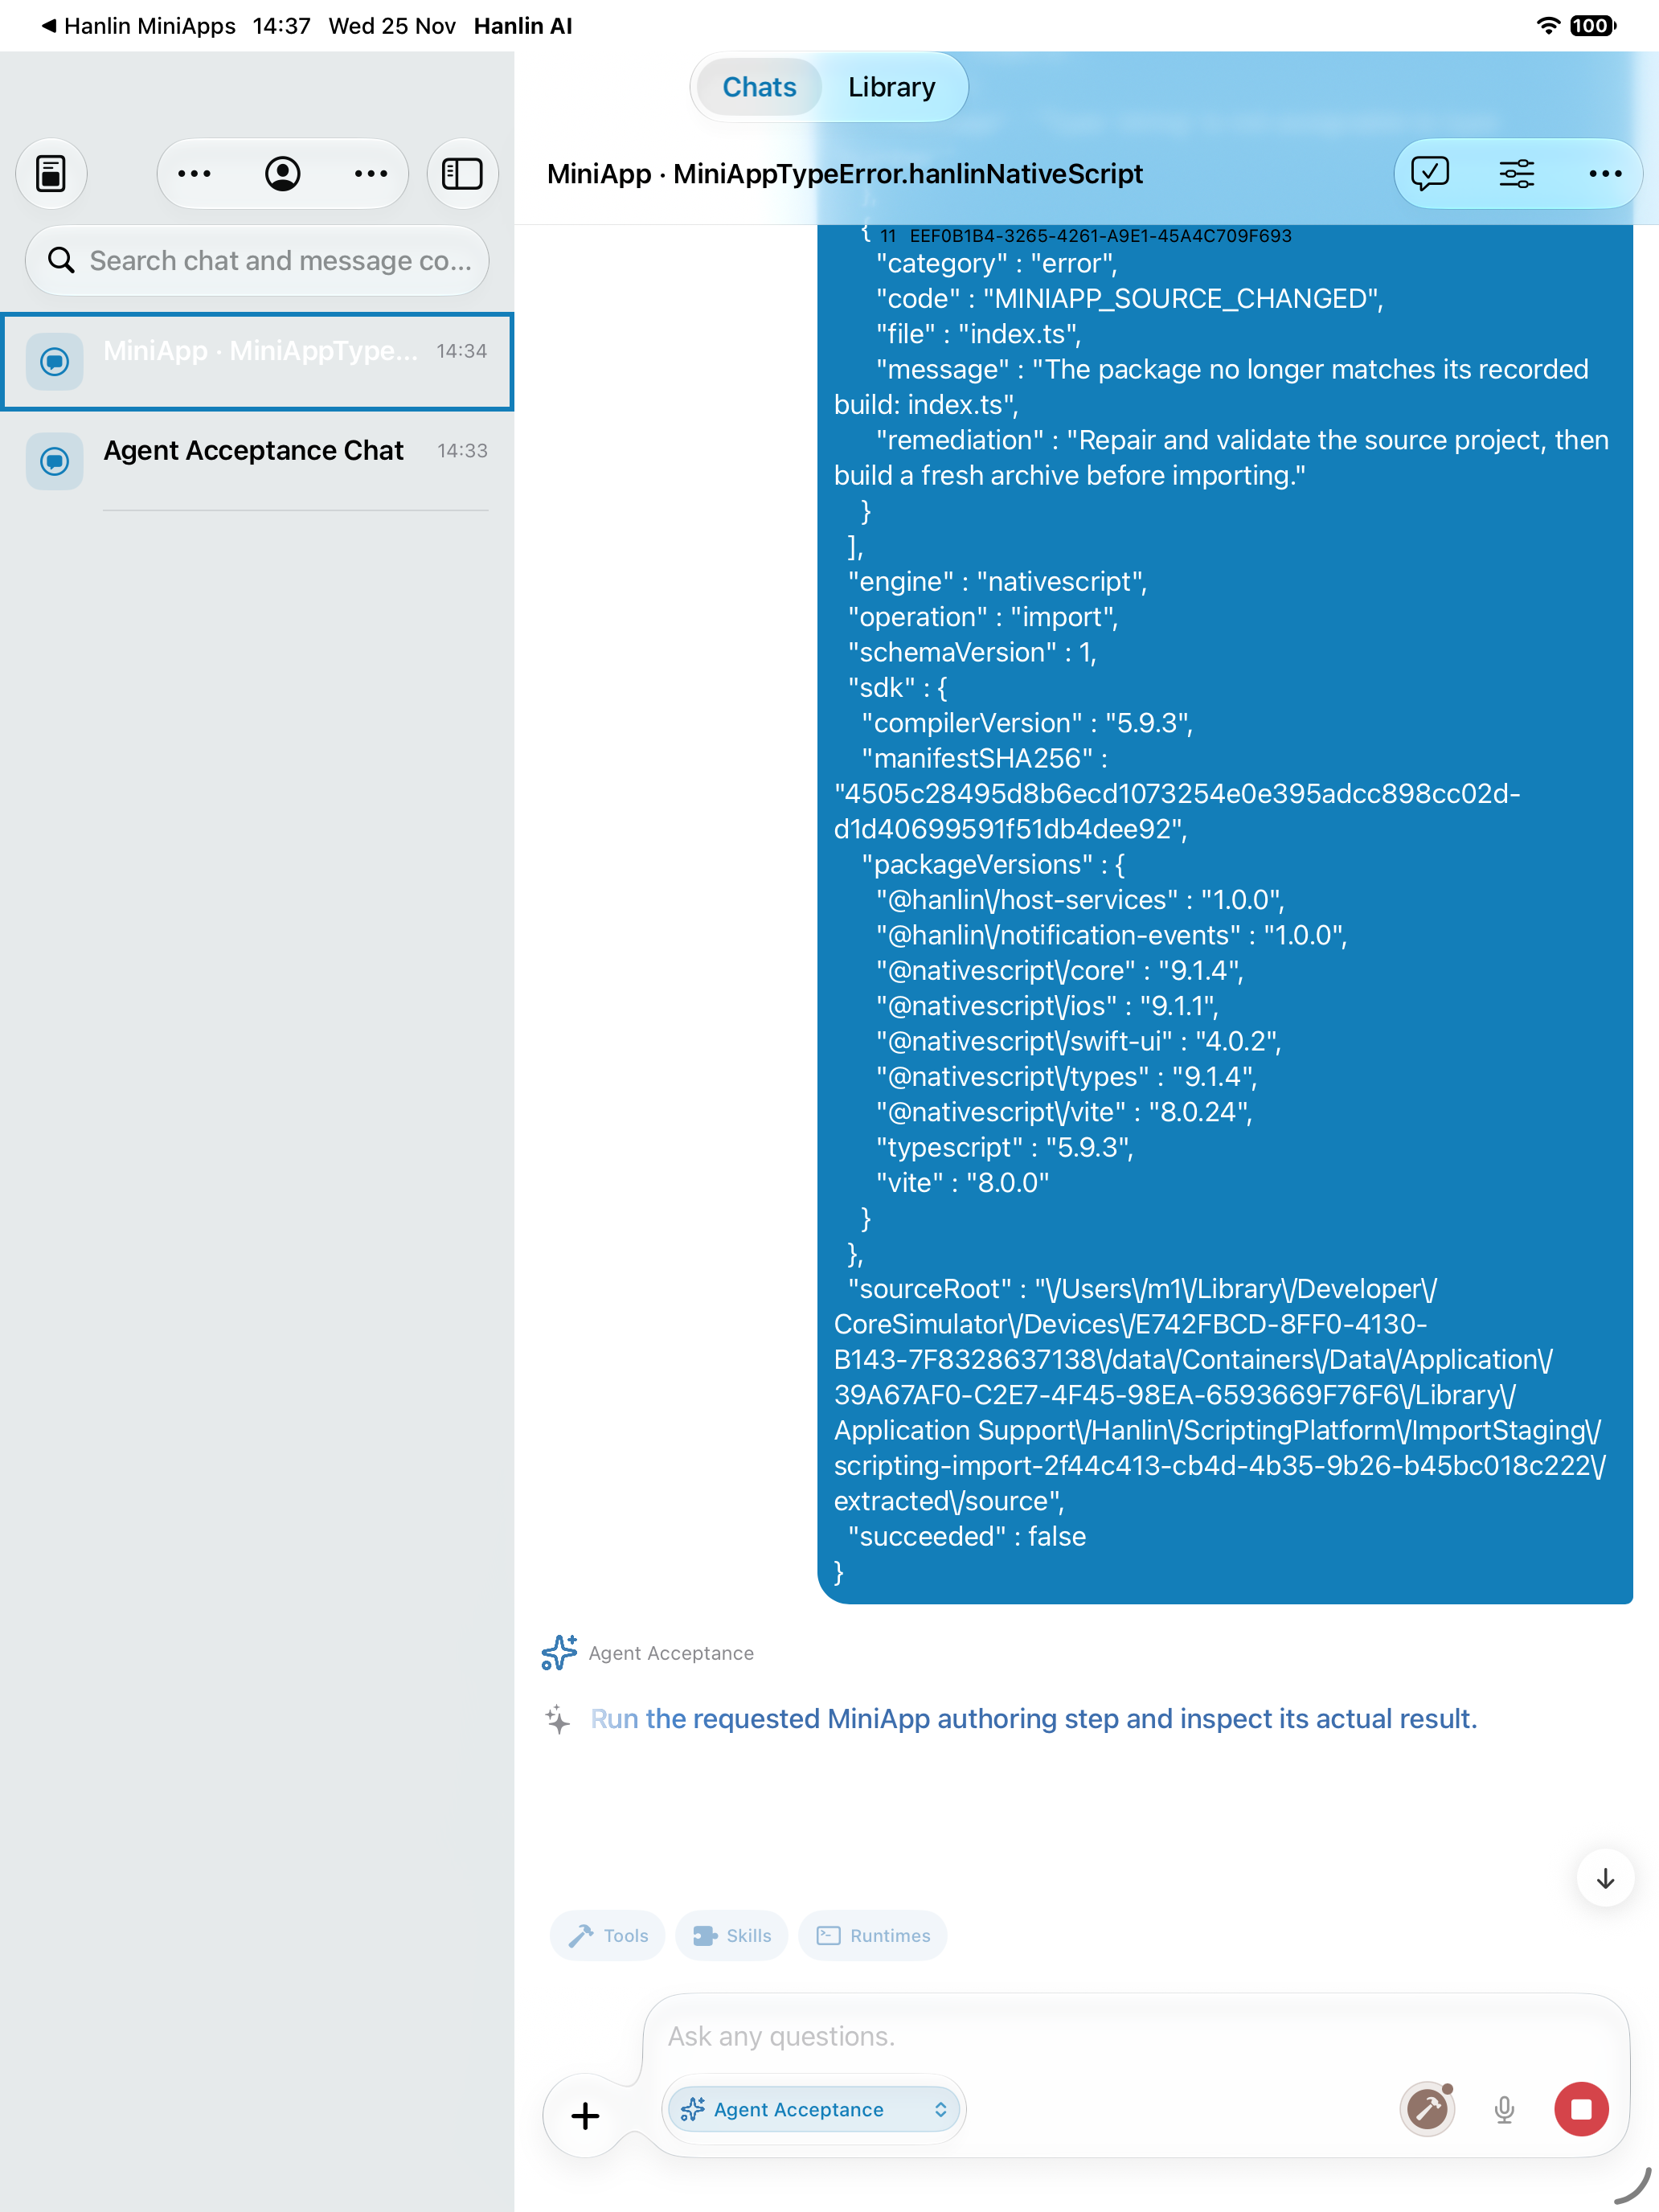 ◀ Hanlin MiniApps 14:37 Wed 25 Nov Hanlin AI
100
Chats Library
MiniApp · MiniAppTypeError.hanlinNativeScript
Search chat and message co...
MiniApp · MiniAppType... 14:34
Agent Acceptance Chat 14:33
{
11 EEF0B1B4-3265-4261-A9E1-45A4C709F693
"category" : "error",
"code" : "MINIAPP_SOURCE_CHANGED",
"file" : "index.ts",
"message" : "The package no longer matches its recorded
build: index.ts",
"remediation" : "Repair and validate the source project, then
build a fresh archive before importing."
}
],
"engine" : "nativescript",
"operation" : "import",
"schemaVersion" : 1,
"sdk" : {
"compilerVersion" : "5.9.3",
"manifestSHA256" :
"4505c28495d8b6ecd1073254e0e395adcc898cc02d-
d1d40699591f51db4dee92",
"packageVersions" : {
"@hanlin\/host-services" : "1.0.0",
"@hanlin\/notification-events" : "1.0.0",
"@nativescript\/core" : "9.1.4",
"@nativescript\/ios" : "9.1.1",
"@nativescript\/swift-ui" : "4.0.2",
"@nativescript\/types" : "9.1.4",
"@nativescript\/vite" : "8.0.24",
"typescript" : "5.9.3",
"vite" : "8.0.0"
}
},
"sourceRoot" : "\/Users\/m1\/Library\/Developer\/
CoreSimulator\/Devices\/E742FBCD-8FF0-4130-
B143-7F8328637138\/data\/Containers\/Data\/Application\/
39A67AF0-C2E7-4F45-98EA-6593669F76F6\/Library\/
Application Support\/Hanlin\/ScriptingPlatform\/ImportStaging\/
scripting-import-2f44c413-cb4d-4b35-9b26-b45bc018c222\/
extracted\/source",
"succeeded" : false
}
Agent Acceptance
Run the requested MiniApp authoring step and inspect its actual result.
Tools Skills Runtimes
Ask any questions.
Agent Acceptance